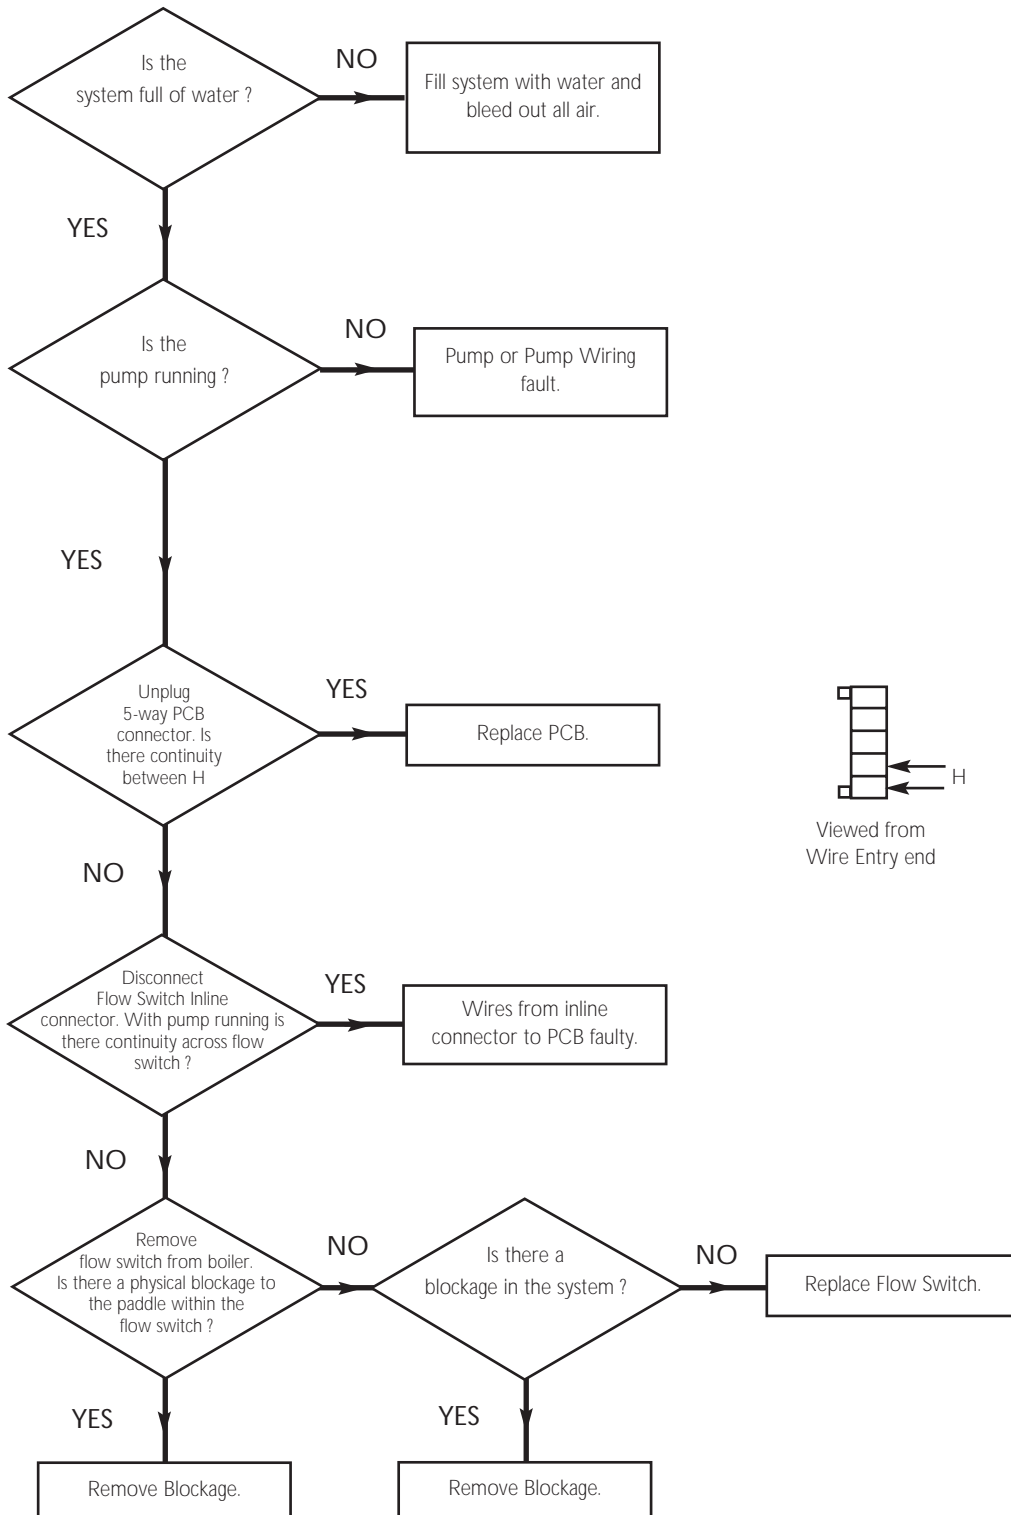 Is the
system full of water ?
NO
Fill system with water and
bleed out all air.
YES
Is the
pump running ?
NO
Pump or Pump Wiring
fault.
YES
Unplug
5-way PCB
connector. Is
there continuity
between H
YES
Replace PCB.
H
Viewed from
Wire Entry end
NO
Disconnect
Flow Switch Inline
connector. With pump running is
there continuity across flow
switch ?
YES
Wires from inline
connector to PCB faulty.
NO
Remove
flow switch from boiler.
Is there a physical blockage to
the paddle within the
flow switch ?
NO
Is there a
blockage in the system ?
NO
Replace Flow Switch.
YES
Remove Blockage.
YES
Remove Blockage.